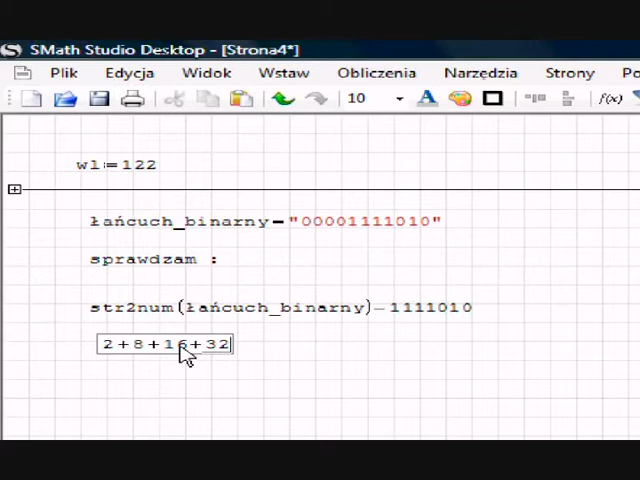 SMath Studio Desktop - [Strona4*]
Plik Edycja Widok Wstaw Obliczenia Narzędzia Strony
10 A f(x)
w1:=122
łańcuch_binarny="00001111010"
sprawdzam :
str2num(łańcuch_binarny)=1111010
2+8+16+32